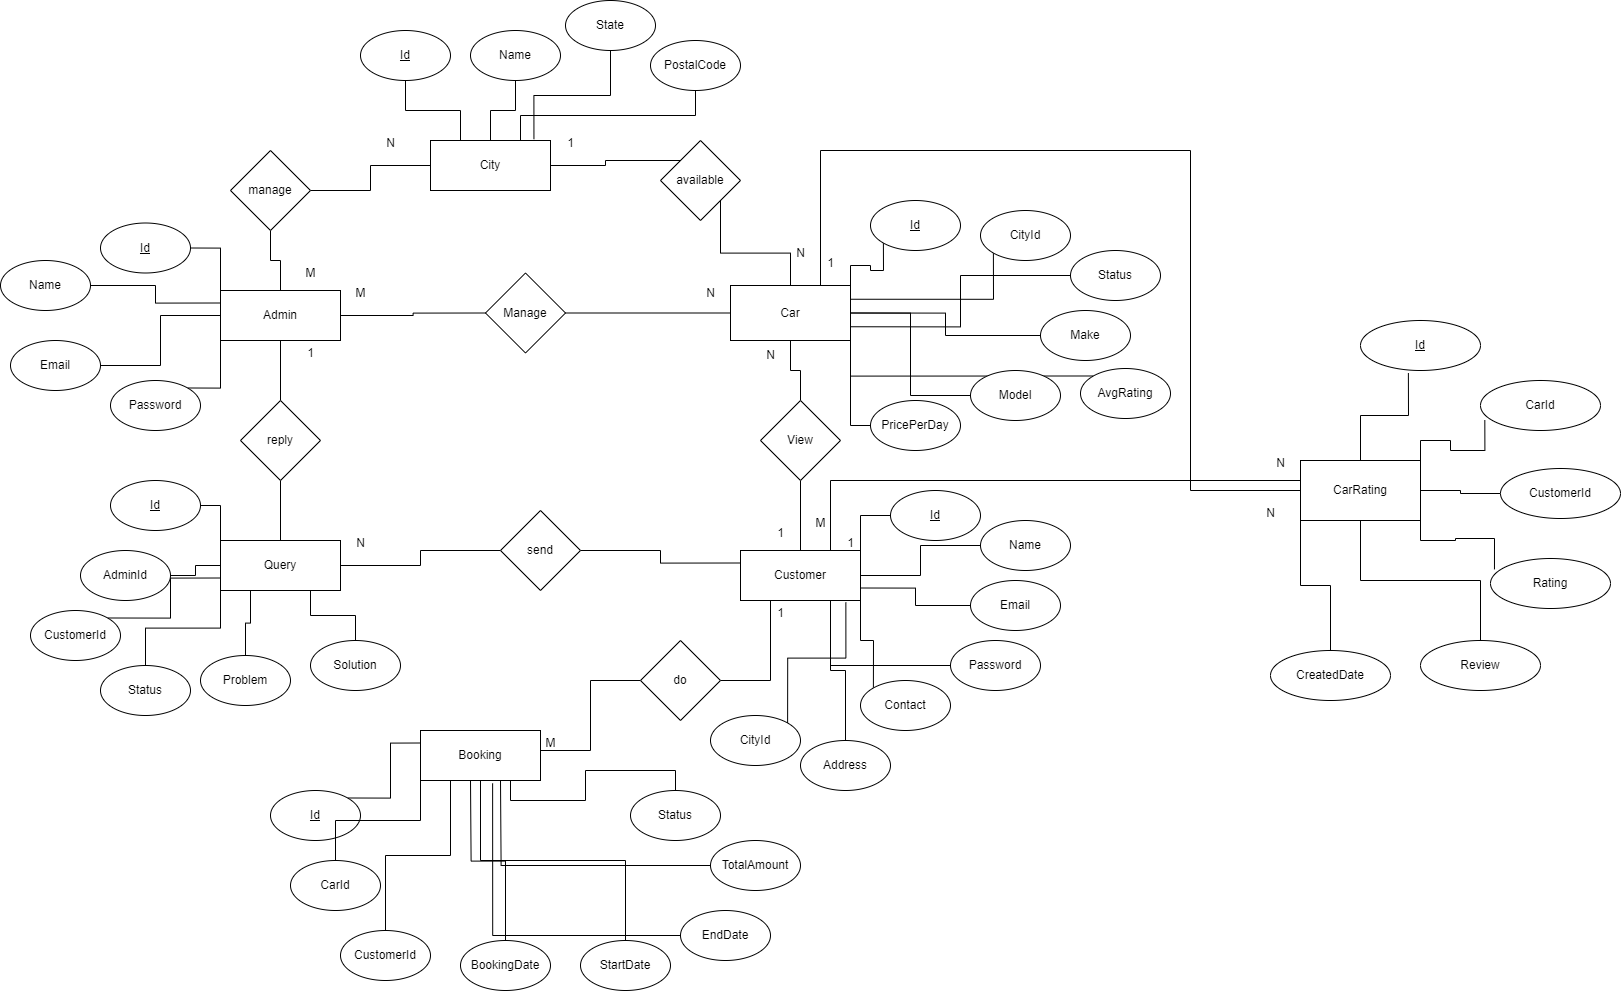 State
Id
Name
PostalCode
N
1
City
manage
available
Id
CityId
Id
N
1
Name
M
M
N
Status
Admin
Manage
Car
Make
Id
Email
1
N
Password
Model
AvgRating
CarId
PricePerDay
reply
View
N
CarRating
CustomerId
Id
N
M
Id
1
1
N
send
Name
Query
AdminId
Customer
Rating
Email
1
CustomerId
Solution
Password
Review
Status
Problem
do
CreatedDate
Contact
M
CityId
Booking
Address
Id
Status
TotalAmount
CarId
EndDate
CustomerId
BookingDate
StartDate